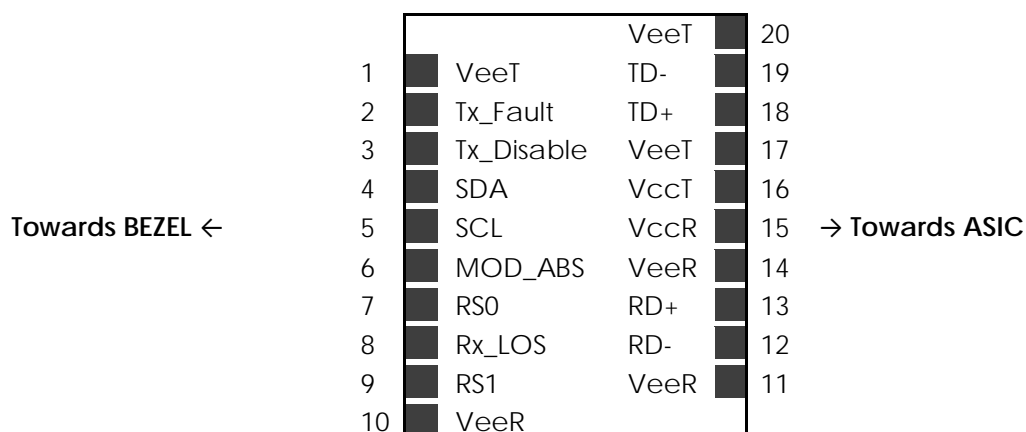 VeeT 20
1 VeeT TD- 19
2 Tx_Fault TD+ 18
3 Tx_Disable VeeT 17
4 SDA VccT 16
Towards BEZEL ← 5 SCL VccR 15 → Towards ASIC
6 MOD_ABS VeeR 14
7 RS0 RD+ 13
8 Rx_LOS RD- 12
9 RS1 VeeR 11
10 VeeR